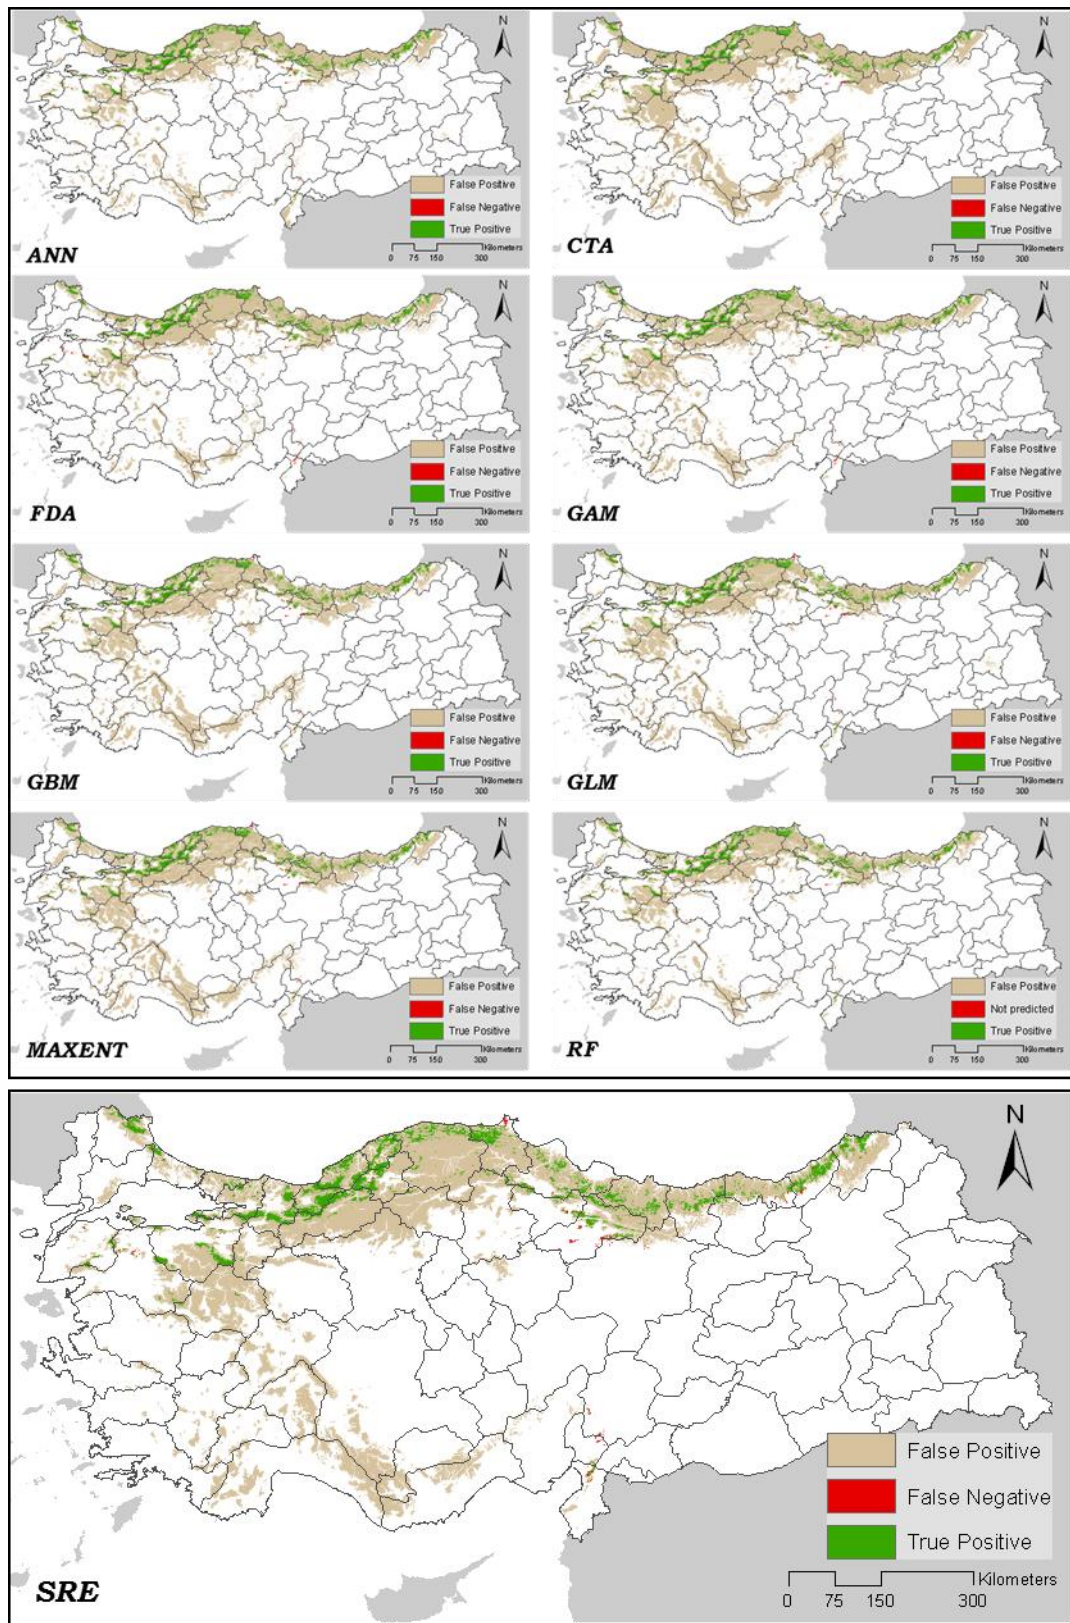 N
False Positive
False Negative
True Positive
Kilometers
0 75 150 300
ANN
N
False Positive
False Negative
True Positive
Kilometers
0 75 150 300
CTA
N
False Positive
False Negative
True Positive
Kilometers
0 75 150 300
FDA
N
False Positive
False Negative
True Positive
Kilometers
0 75 150 300
GAM
N
False Positive
False Negative
True Positive
Kilometers
0 75 150 300
GBM
N
False Positive
False Negative
True Positive
Kilometers
0 75 150 300
GLM
N
False Positive
False Negative
True Positive
Kilometers
0 75 150 300
MAXENT
N
False Positive
Not predicted
True Positive
Kilometers
0 75 150 300
RF
N
False Positive
False Negative
True Positive
Kilometers
0 75 150 300
SRE